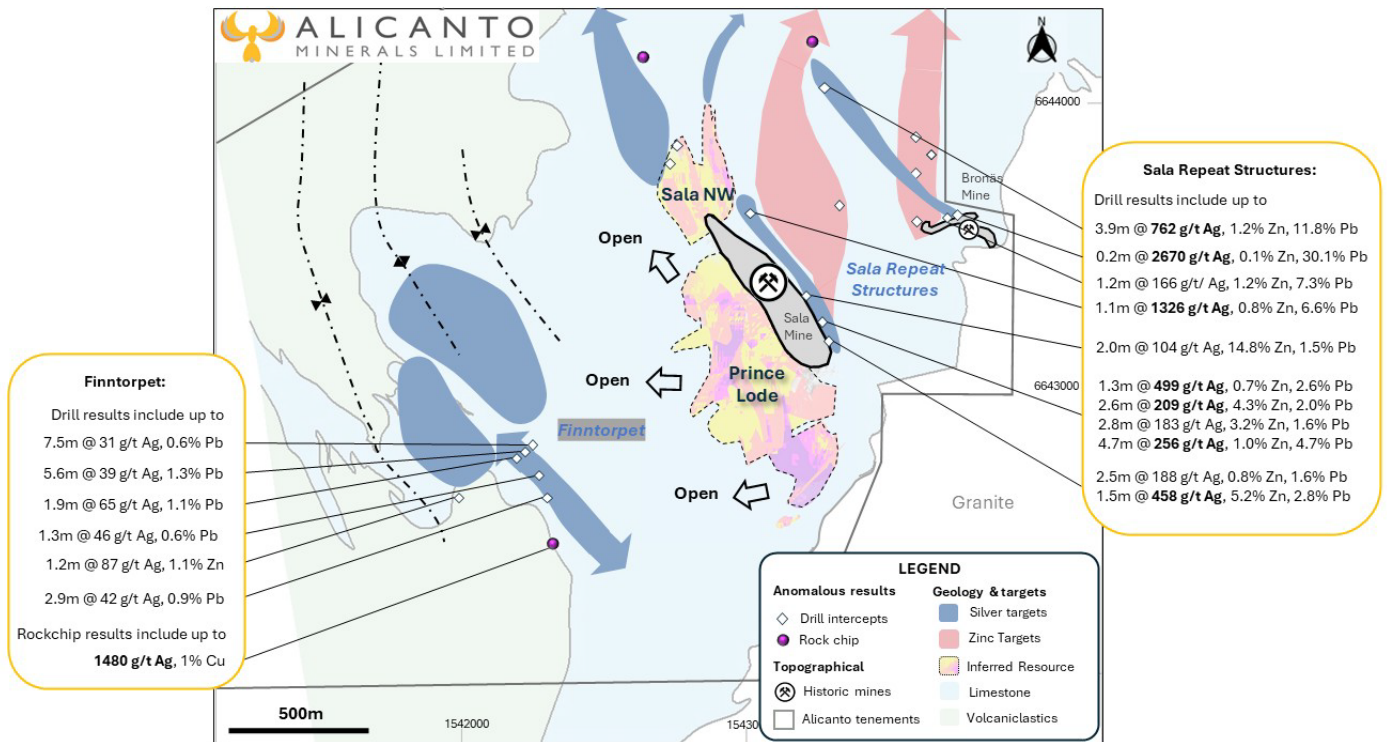 ALICANTO
MINERALS LIMITED
N
6644000
Bronäs
Mine
Sala NW
Open
Sala Repeat
Structures
Sala
Mine
Open
Prince
Lode
6643000
Finntorpet
Open
Granite
Finntorpet:
Drill results include up to
7.5m @ 31 g/t Ag, 0.6% Pb
5.6m @ 39 g/t Ag, 1.3% Pb
1.9m @ 65 g/t Ag, 1.1% Pb
1.3m @ 46 g/t Ag, 0.6% Pb
1.2m @ 87 g/t Ag, 1.1% Zn
2.9m @ 42 g/t Ag, 0.9% Pb
Rockchip results include up to
1480 g/t Ag, 1% Cu
Sala Repeat Structures:
Drill results include up to
3.9m @ 762 g/t Ag, 1.2% Zn, 11.8% Pb
0.2m @ 2670 g/t Ag, 0.1% Zn, 30.1% Pb
1.2m @ 166 g/t/ Ag, 1.2% Zn, 7.3% Pb
1.1m @ 1326 g/t Ag, 0.8% Zn, 6.6% Pb
2.0m @ 104 g/t Ag, 14.8% Zn, 1.5% Pb
1.3m @ 499 g/t Ag, 0.7% Zn, 2.6% Pb
2.6m @ 209 g/t Ag, 4.3% Zn, 2.0% Pb
2.8m @ 183 g/t Ag, 3.2% Zn, 1.6% Pb
4.7m @ 256 g/t Ag, 1.0% Zn, 4.7% Pb
2.5m @ 188 g/t Ag, 0.8% Zn, 1.6% Pb
1.5m @ 458 g/t Ag, 5.2% Zn, 2.8% Pb
LEGEND
Anomalous results
Drill intercepts
Rock chip
Topographical
Historic mines
Alicanto tenements
Geology & targets
Silver targets
Zinc Targets
Inferred Resource
Limestone
Volcaniclastics
500m
1542000